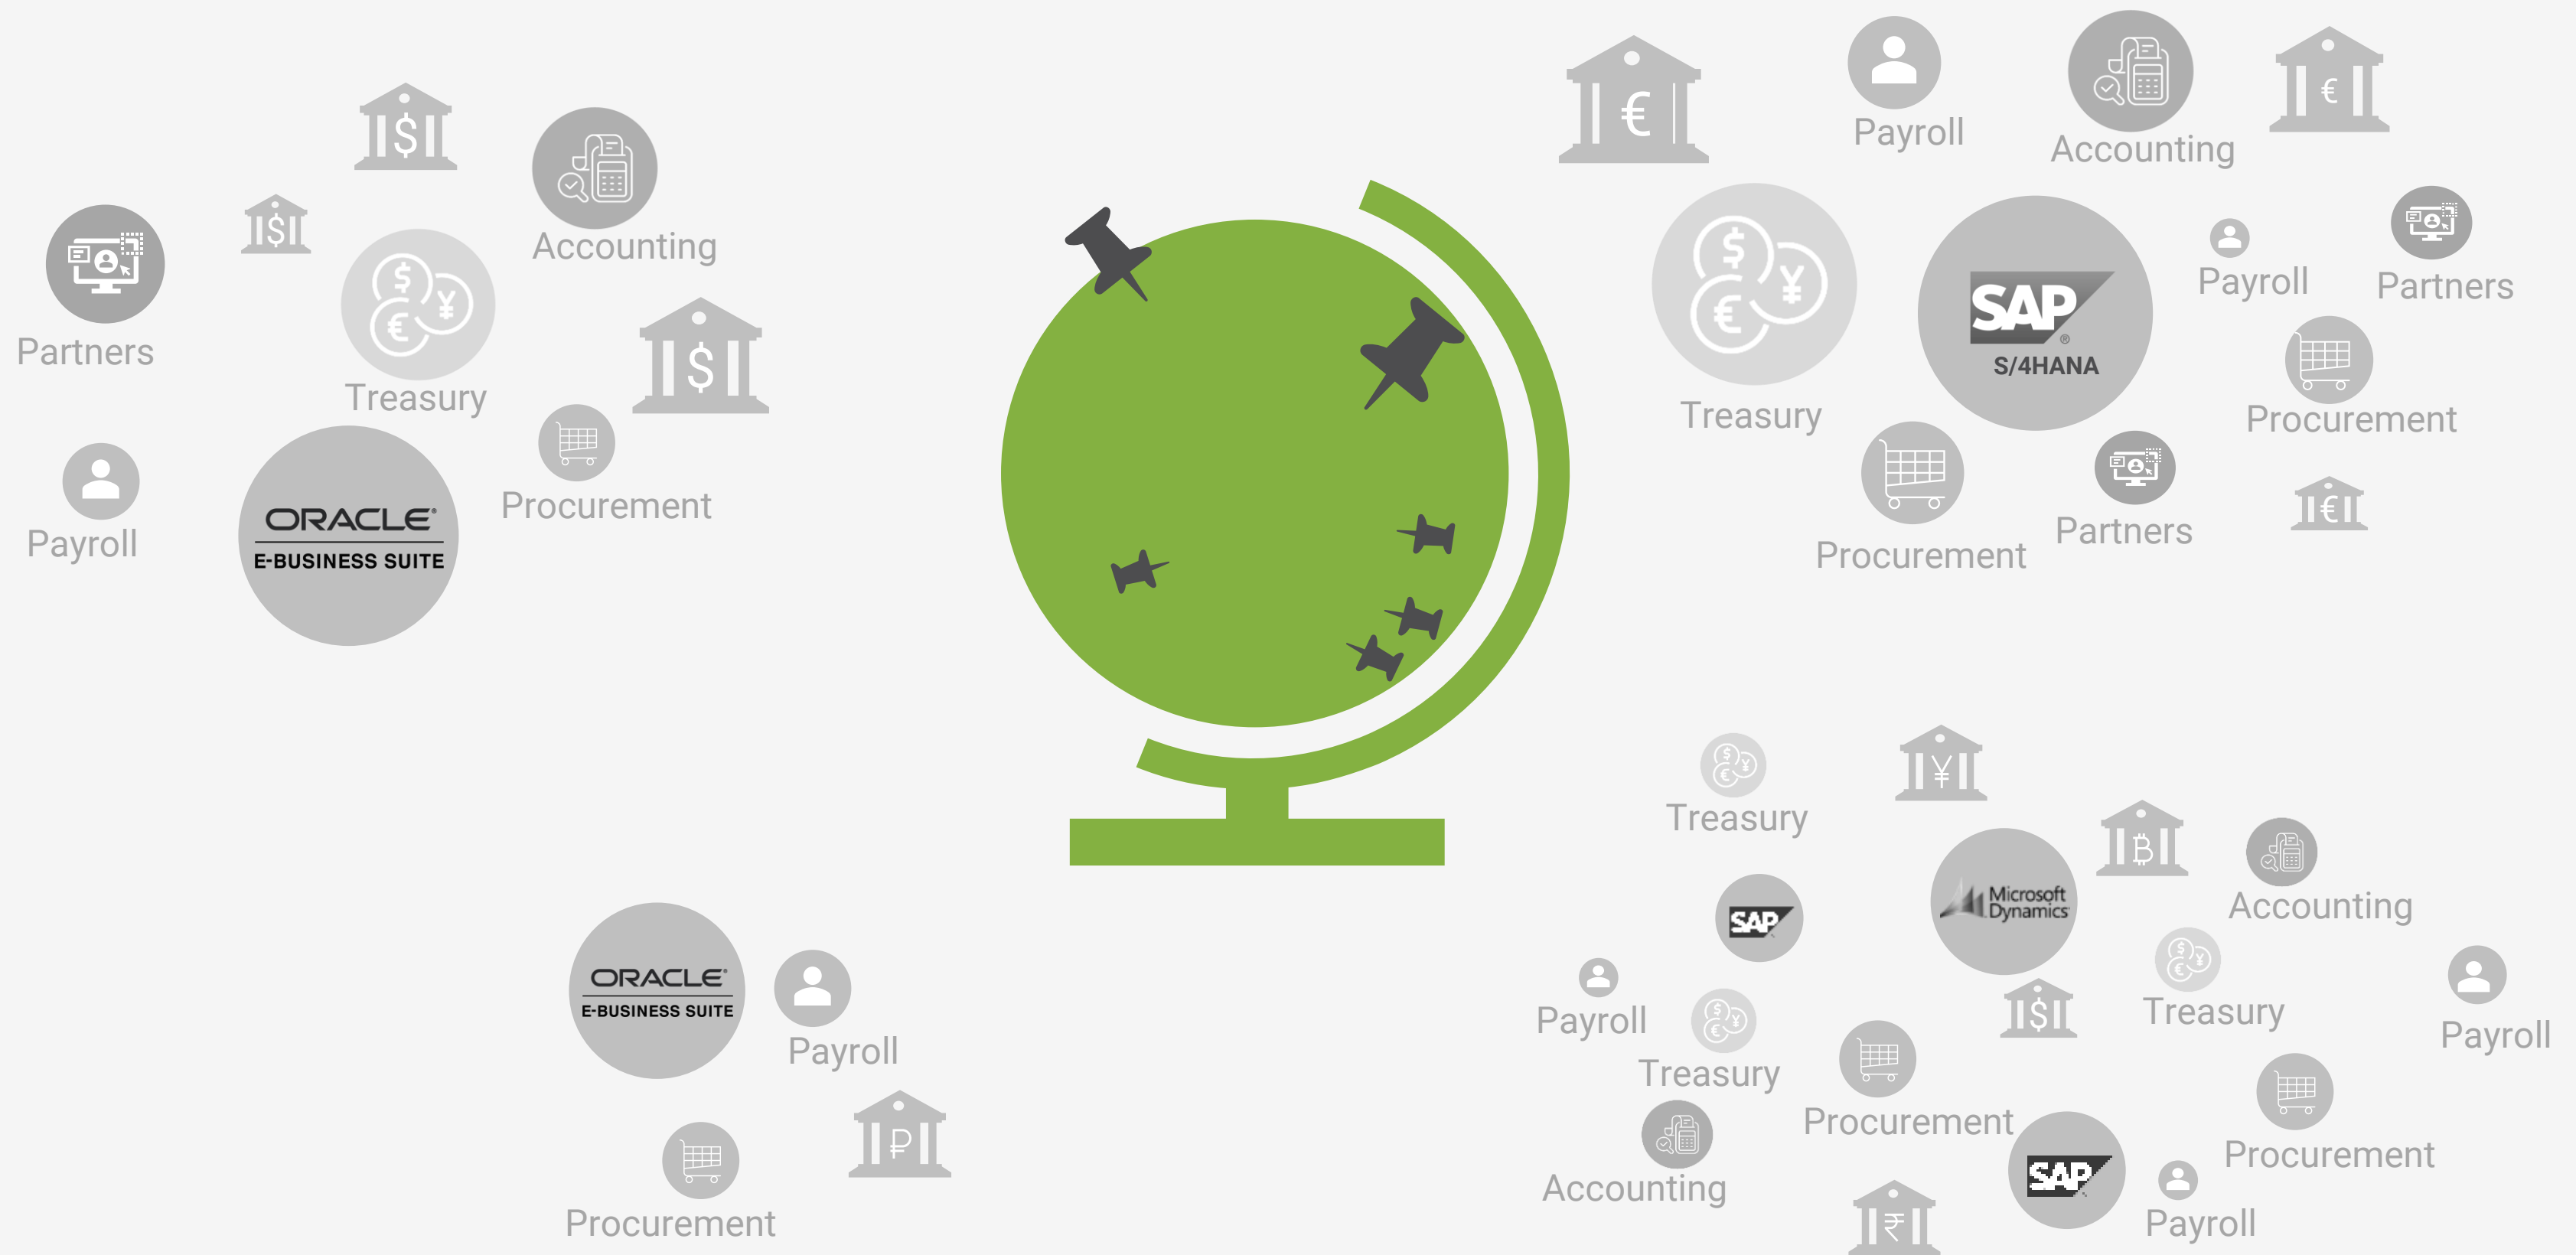 $
$
Accounting
Partners
$ € ¥
Treasury
$
Procurement
Payroll
ORACLE®
E-BUSINESS SUITE
€
Payroll
Accounting
€
$ € ¥
Treasury
SAP®
S/4HANA
Payroll
Partners
Procurement
Procurement
Partners
€
ORACLE®
E-BUSINESS SUITE
Payroll
₽
Procurement
$ € ¥
Treasury
¥
₿
Accounting
SAP
Microsoft
Dynamics
Payroll
$ € ¥
Treasury
$
$ € ¥
Treasury
Payroll
Procurement
Accounting
Procurement
SAP
Payroll
₹